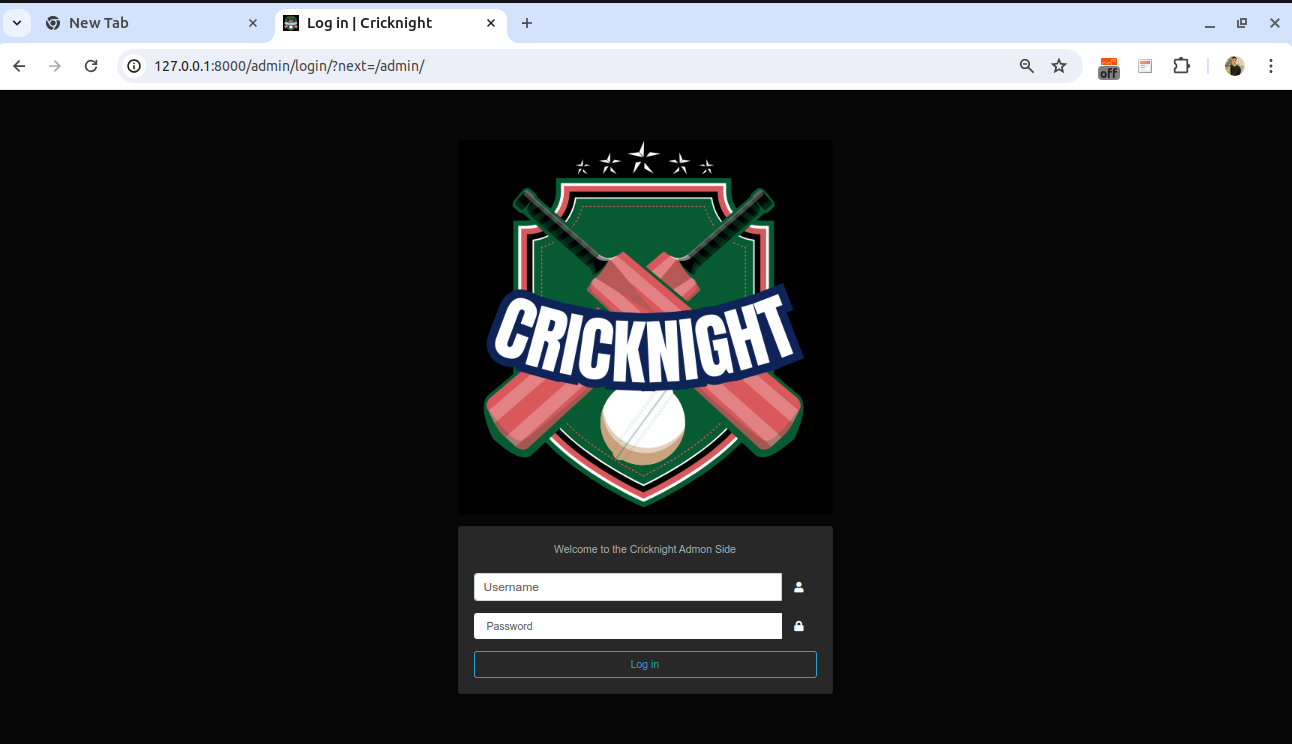 New Tab
Log in | Cricknight
127.0.0.1:8000/admin/login/?next=/admin/
off
CRICKNIGHT
Welcome to the Cricknight Admon Side
Username
Password
Log in